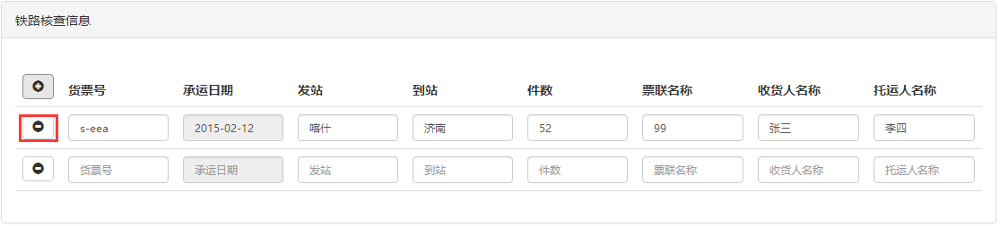 铁路核查信息
货票号 承运日期 发站 到站 件数 票联名称 收货人名称 托运人名称
s-eea 2015-02-12 喀什 济南 52 99 张三 李四
货票号 承运日期 发站 到站 件数 票联名称 收货人名称 托运人名称